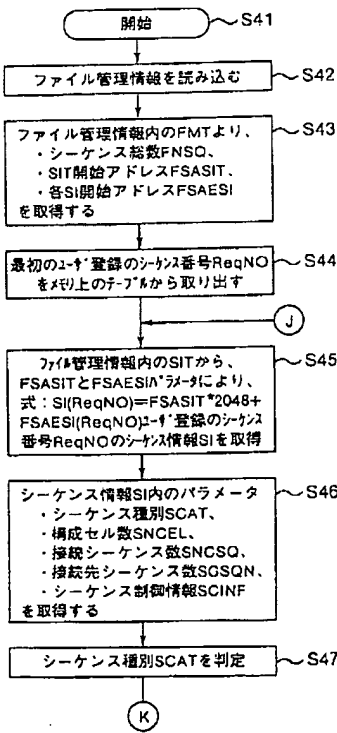 開始
S41
ファイル管理情報を読み込む
S42
ファイル管理情報内のFMTより、
・シーケンス総数FNSQ、
・SIT開始アドレスFSASIT、
・各SI開始アドレスFSAESI
を取得する
S43
最初のユーザ登録のシーケンス番号ReqNO
をメモリ上のテーブルから取り出す
S44
J
ファイル管理情報内のSITから、
FSASITとFSAESIパラメータにより、
式：SI(ReqNO)=FSASIT*2048+
FSAESI(ReqNO)ユーザ登録のシーケンス
番号ReqNOのシーケンス情報SIを取得
S45
シーケンス情報SI内のパラメータ
・シーケンス種別SCAT、
・構成セル数SNCEL、
・接続シーケンス数SNCSQ、
・接続先シーケンス数SGSQN、
・シーケンス制御情報SCINF
を取得する
S46
シーケンス種別SCATを判定
S47
K